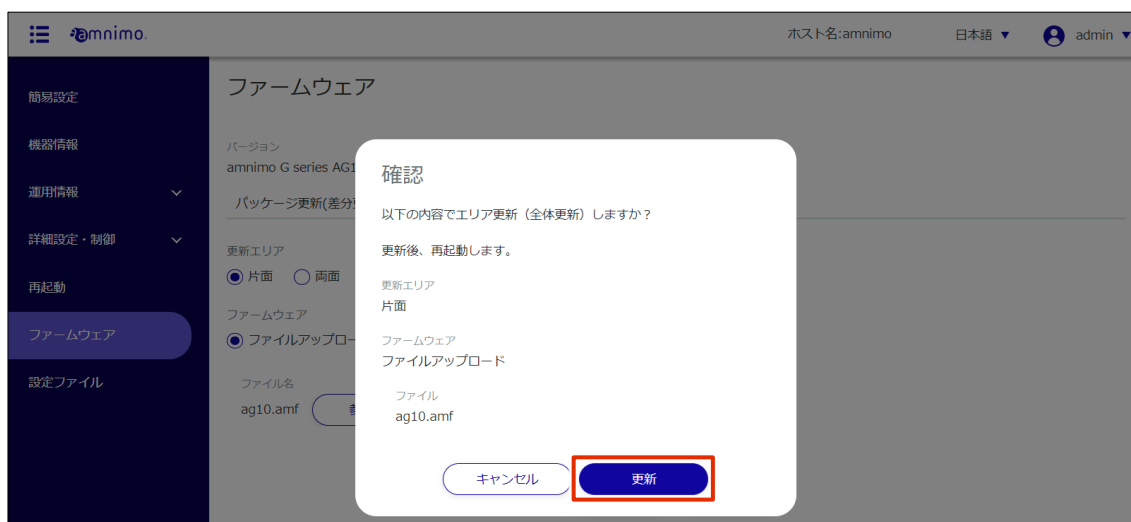 amnimo.
ホスト名:amnimo
日本語 ▼
admin ▼
簡易設定
機器情報
運用情報
詳細設定・制御
再起動
ファームウェア
設定ファイル
ファームウェア
バージョン
amnimo G series AG1
パッケージ更新(差分
更新エリア
片面 両面
ファームウェア
ファイルアップロー
ファイル名
ag10.amf
確認
以下の内容でエリア更新(全体更新)しますか?
更新後、再起動します。
更新エリア
片面
ファームウェア
ファイルアップロード
ファイル
ag10.amf
キャンセル 更新